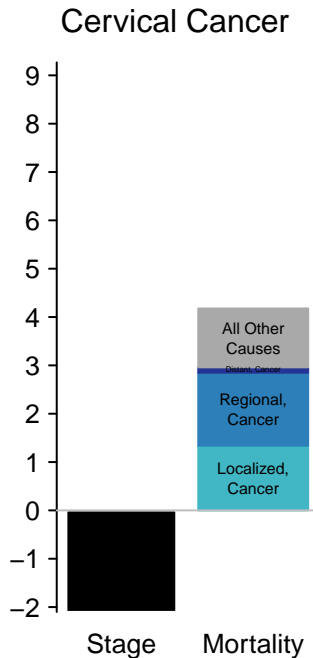 Cervical Cancer
9
8
7
6
5
4
3
2
1
0
−1
−2
All Other
Causes
Distant, Cancer
Regional,
Cancer
Localized,
Cancer
Stage
Mortality